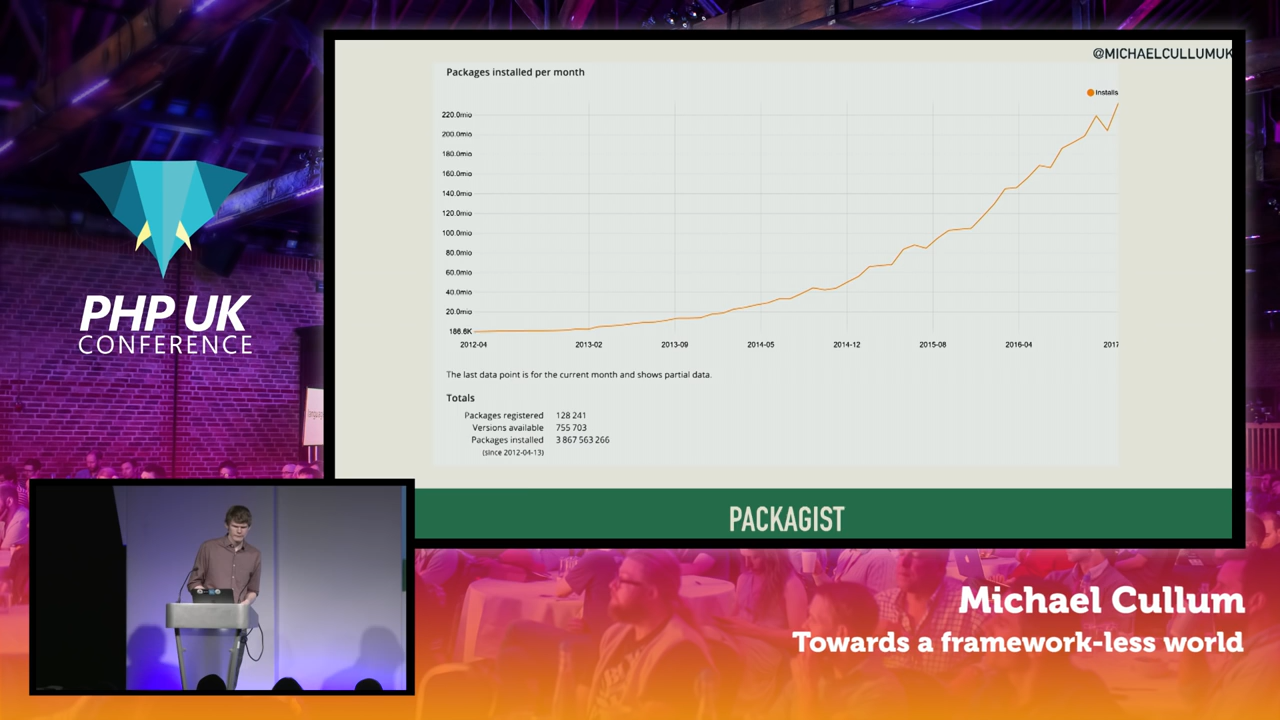 @MICHAELCULLUMUK
Packages installed per month
Installs
220.0mio
200.0mio
180.0mio
160.0mio
140.0mio
120.0mio
100.0mio
80.0mio
60.0mio
40.0mio
20.0mio
186.6K
2012-04 2013-02 2013-09 2014-05 2014-12 2015-08 2016-04 2017
The last data point is for the current month and shows partial data.
Totals
Packages registered 128 241
Versions available 755 703
Packages installed 3 867 563 266
(since 2012-04-13)
PACKAGIST
PHP UK
CONFERENCE
Michael Cullum
Towards a framework-less world